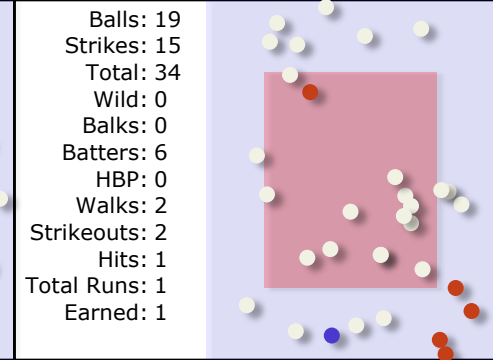 Balls: 19
Strikes: 15
Total: 34
Wild: 0
Balks: 0
Batters: 6
HBP: 0
Walks: 2
Strikeouts: 2
Hits: 1
Total Runs: 1
Earned: 1